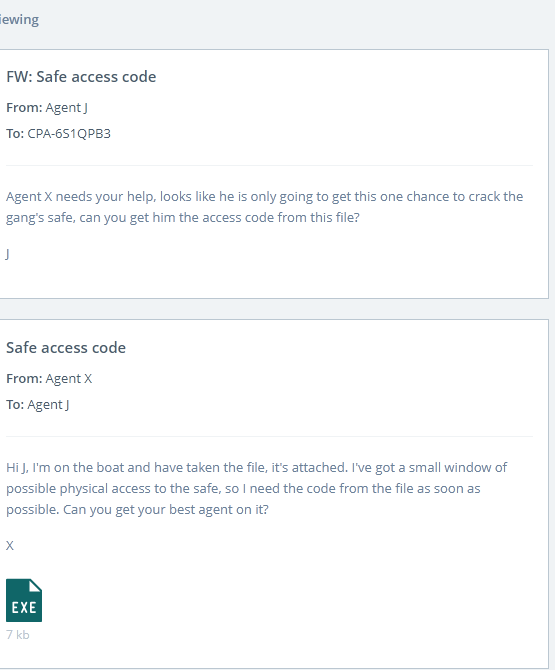 iewing
FW: Safe access code
From: Agent J
To: CPA-6S1QPB3
Agent X needs your help, looks like he is only going to get this one chance to crack the
gang's safe, can you get him the access code from this file?
J
Safe access code
From: Agent X
To: Agent J
Hi J, I'm on the boat and have taken the file, it's attached. I've got a small window of
possible physical access to the safe, so I need the code from the file as soon as
possible. Can you get your best agent on it?
X
EXE
7 kb